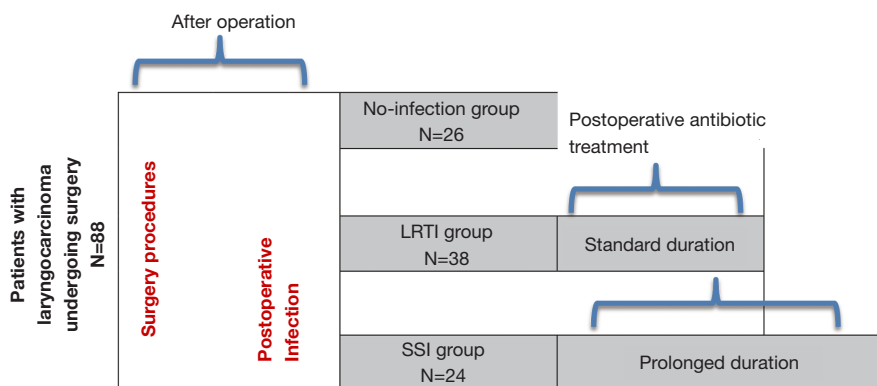 After operation
Patients with
laryngocarcinoma
undergoing surgery
N=88
Surgery procedures
Postoperative
Infection
No-infection group
N=26
Postoperative antibiotic
treatment
LRTI group
N=38
Standard duration
SSI group
N=24
Prolonged duration